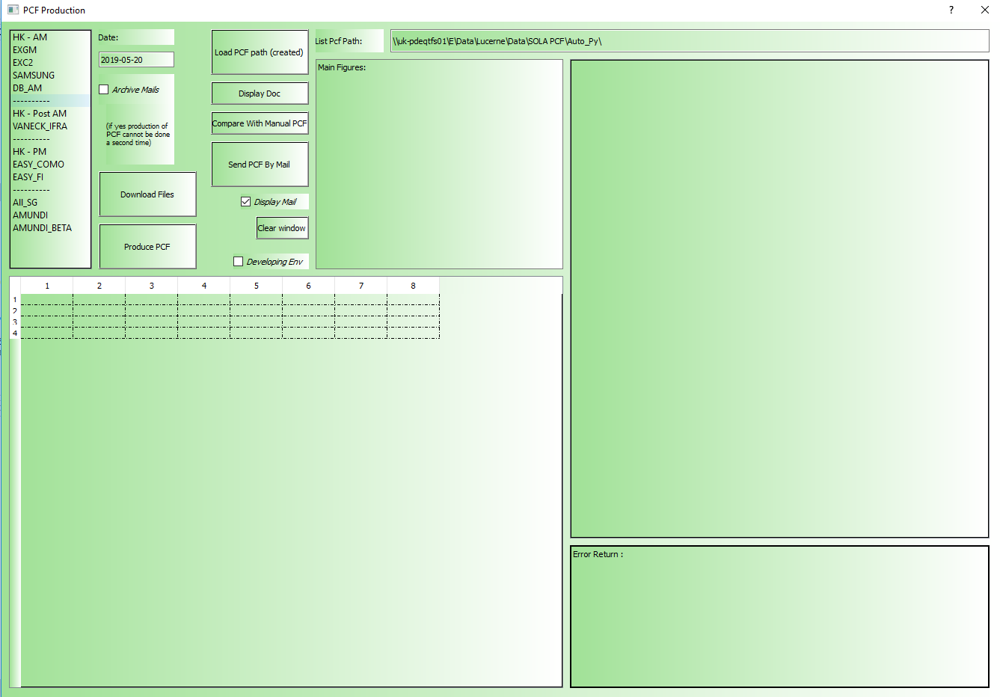 PCF Production
?
HK - AM
EXGM
EXC2
SAMSUNG
DB_AM
----------
HK - Post AM
VANECK_IFRA
----------
HK - PM
EASY_COMO
EASY_FI
----------
All_SG
AMUNDI
AMUNDI_BETA
Date:
2019-05-20
Archive Mails
(if yes production of
PCF cannot be done
a second time)
Download Files
Produce PCF
Load PCF path (created)
Display Doc
Compare With Manual PCF
Send PCF By Mail
Display Mail
Clear window
Developing Env
List Pcf Path:
\\uk-pdeqtfs01\E\Data\Lucerne\Data\SOLA PCF\Auto_Py\
Main Figures:
1 2 3 4 5 6 7 8
1
2
3
4
Error Return :